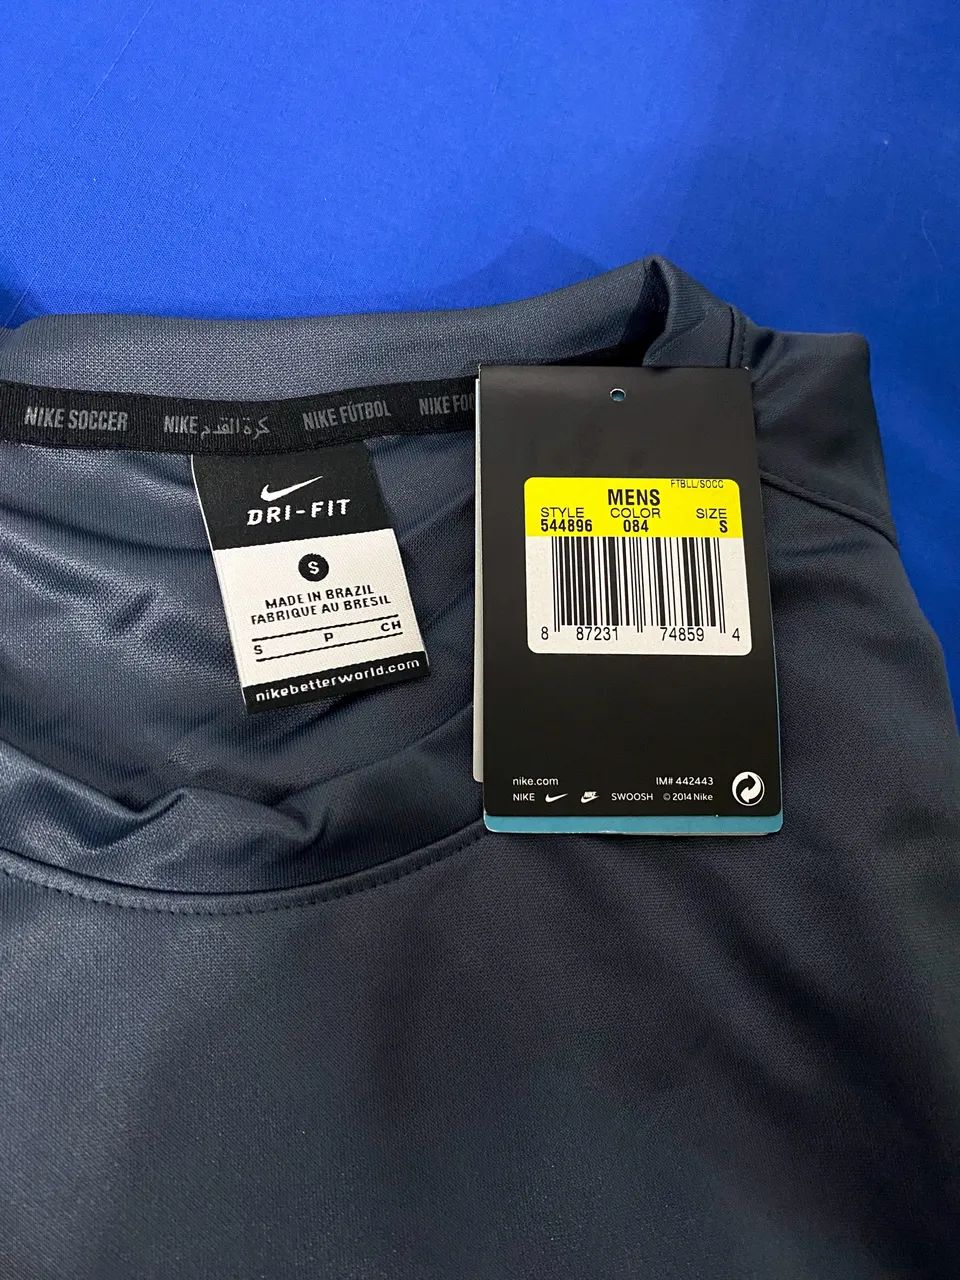 NIKE SOCCER NIKE كرة القدم NIKE FÚTBOL NIKE
DRI-FIT
S
MADE IN BRAZIL
FABRIQUE AU BRESIL
S P CH
nikebetterworld.com
FTBLL/SOCC
MENS
STYLE COLOR SIZE
544896 084 S
8 87231 74859 4
nike.com IM# 442443
NIKE SWOOSH © 2014 Nike